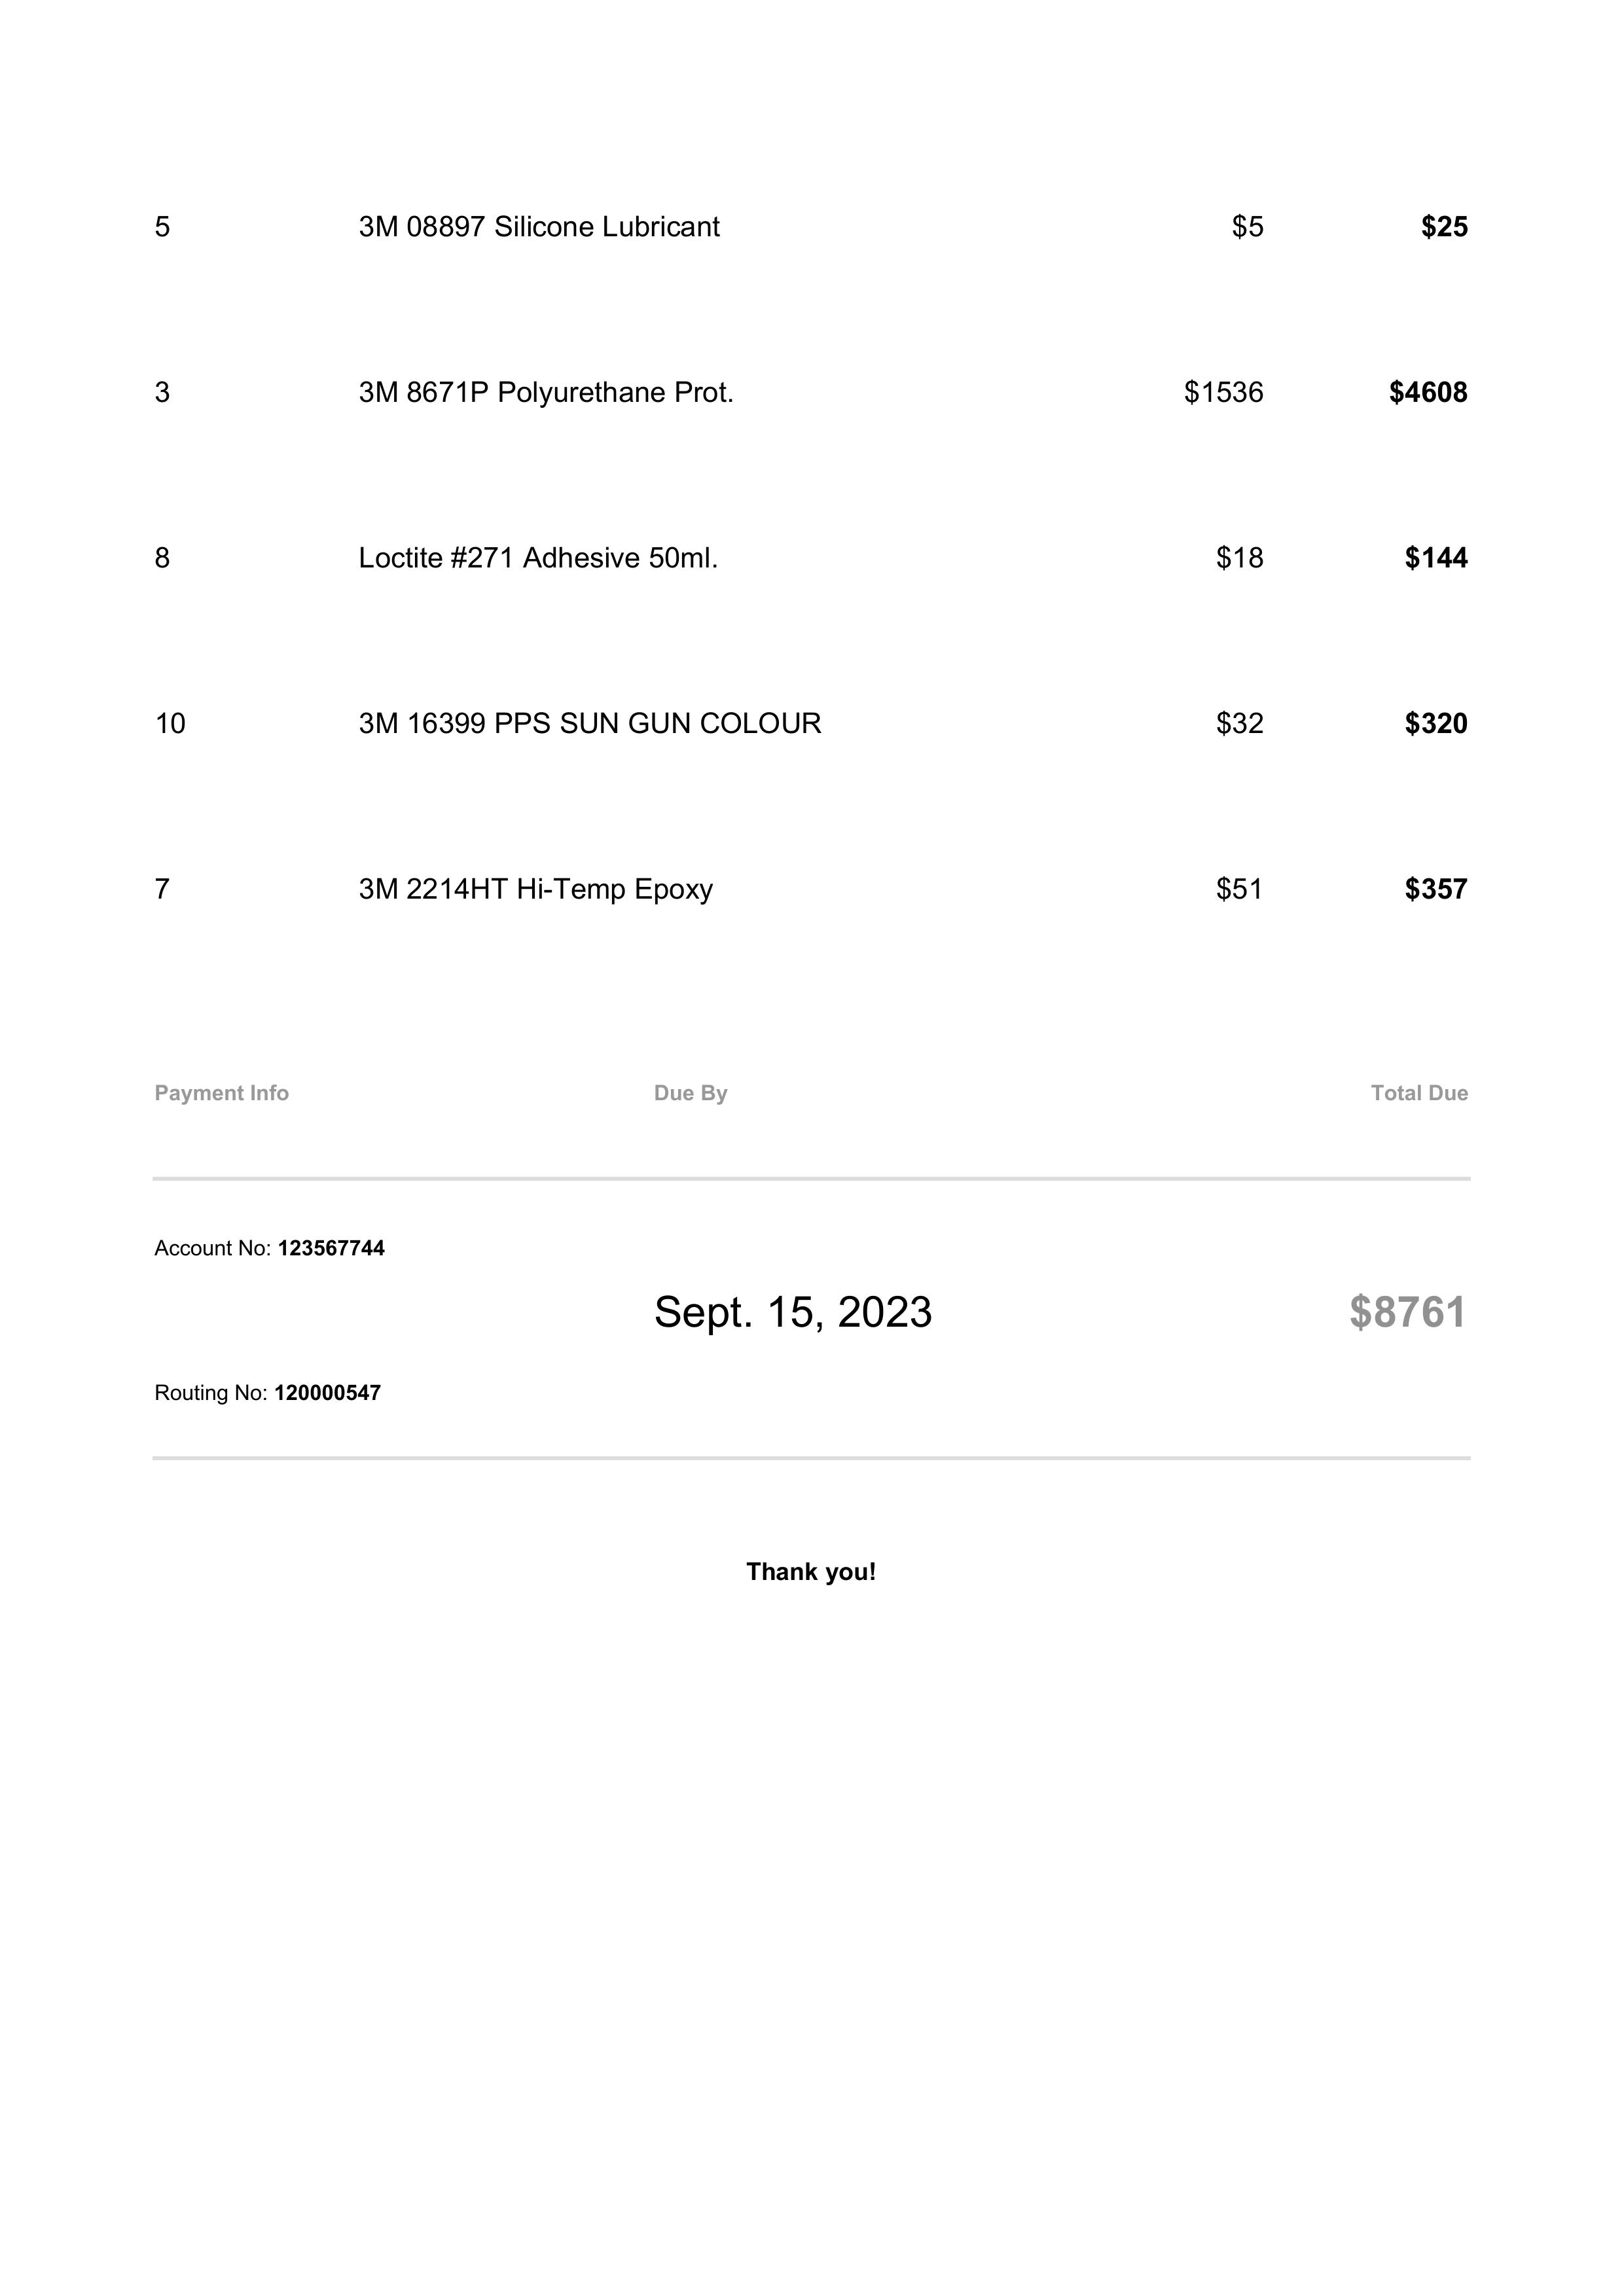 5 3M 08897 Silicone Lubricant $5 $25
3 3M 8671P Polyurethane Prot. $1536 $4608
8 Loctite #271 Adhesive 50ml. $18 $144
10 3M 16399 PPS SUN GUN COLOUR $32 $320
7 3M 2214HT Hi-Temp Epoxy $51 $357
Payment Info Due By Total Due
Account No: 123567744
Sept. 15, 2023 $8761
Routing No: 120000547
Thank you!